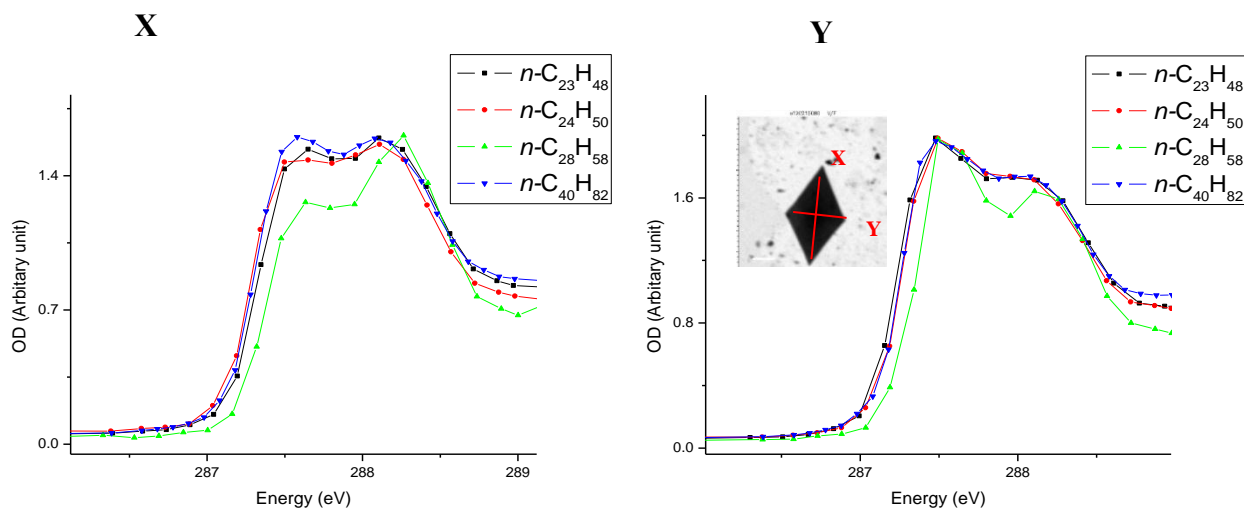 X
n-C23H48
n-C24H50
n-C28H58
n-C40H82
1.4
0.7
0.0
OD (Arbitary unit)
287
288
289
Energy (eV)
Y
n-C23H48
n-C24H50
n-C28H58
n-C40H82
X
Y
1.6
0.8
0.0
OD (Arbitary unit)
287
288
Energy (eV)